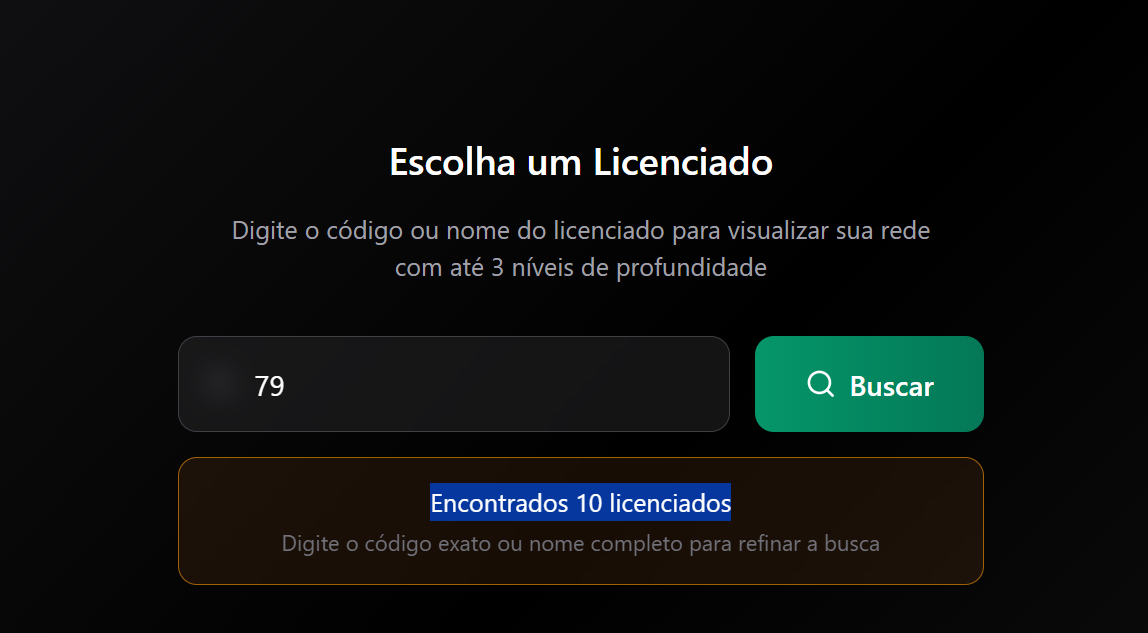 Escolha um Licenciado
Digite o código ou nome do licenciado para visualizar sua rede
com até 3 níveis de profundidade
79
Buscar
Encontrados 10 licenciados
Digite o código exato ou nome completo para refinar a busca